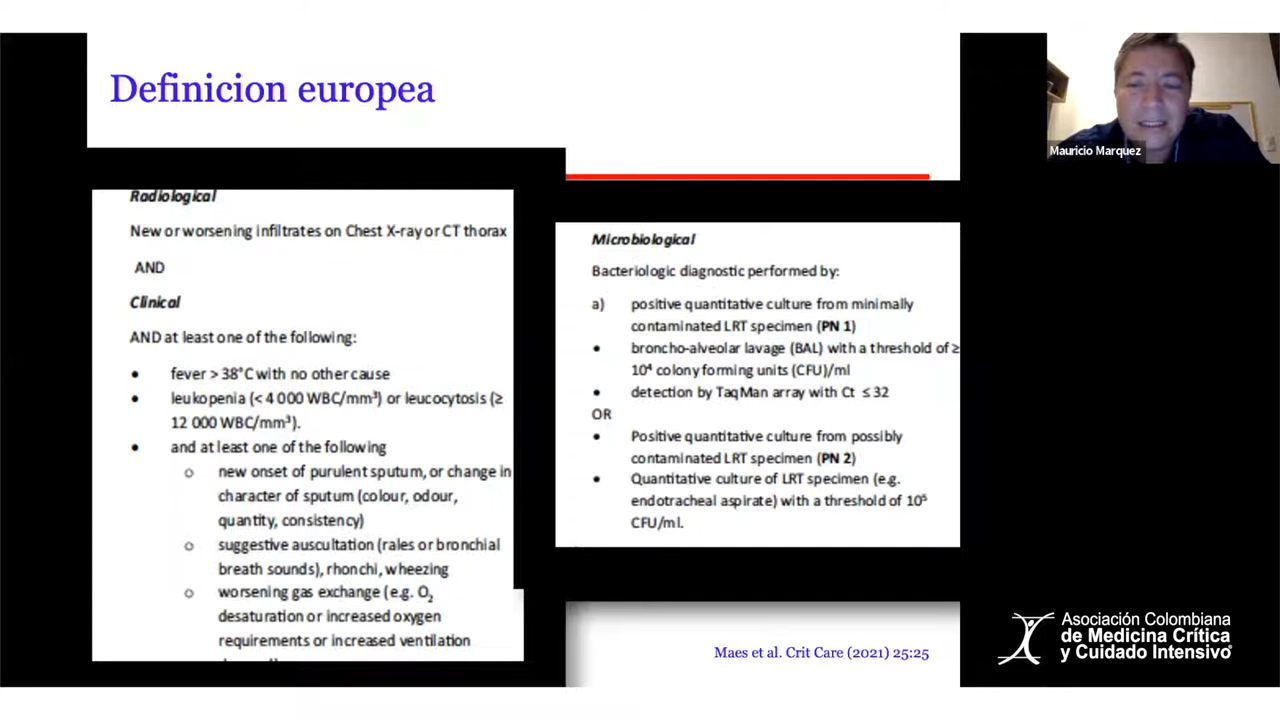 Definicion europea
Radiological
New or worsening infiltrates on Chest X-ray or CT thorax
AND
Clinical
AND at least one of the following:
• fever > 38°C with no other cause
• leukopenia (< 4 000 WBC/mm³) or leucocytosis (≥
12 000 WBC/mm³).
• and at least one of the following
○ new onset of purulent sputum, or change in
character of sputum (colour, odour,
quantity, consistency)
○ suggestive auscultation (rales or bronchial
breath sounds), rhonchi, wheezing
○ worsening gas exchange (e.g. O₂
desaturation or increased oxygen
requirements or increased ventilation
Microbiological
Bacteriologic diagnostic performed by:
a) positive quantitative culture from minimally
contaminated LRT specimen (PN 1)
• broncho-alveolar lavage (BAL) with a threshold of ≥
10⁴ colony forming units (CFU)/ml
• detection by TaqMan array with Ct ≤ 32
OR
• Positive quantitative culture from possibly
contaminated LRT specimen (PN 2)
• Quantitative culture of LRT specimen (e.g.
endotracheal aspirate) with a threshold of 10⁵
CFU/ml.
Maes et al. Crit Care (2021) 25:25
Mauricio Marquez
Asociación Colombiana
de Medicina Crítica
y Cuidado Intensivo